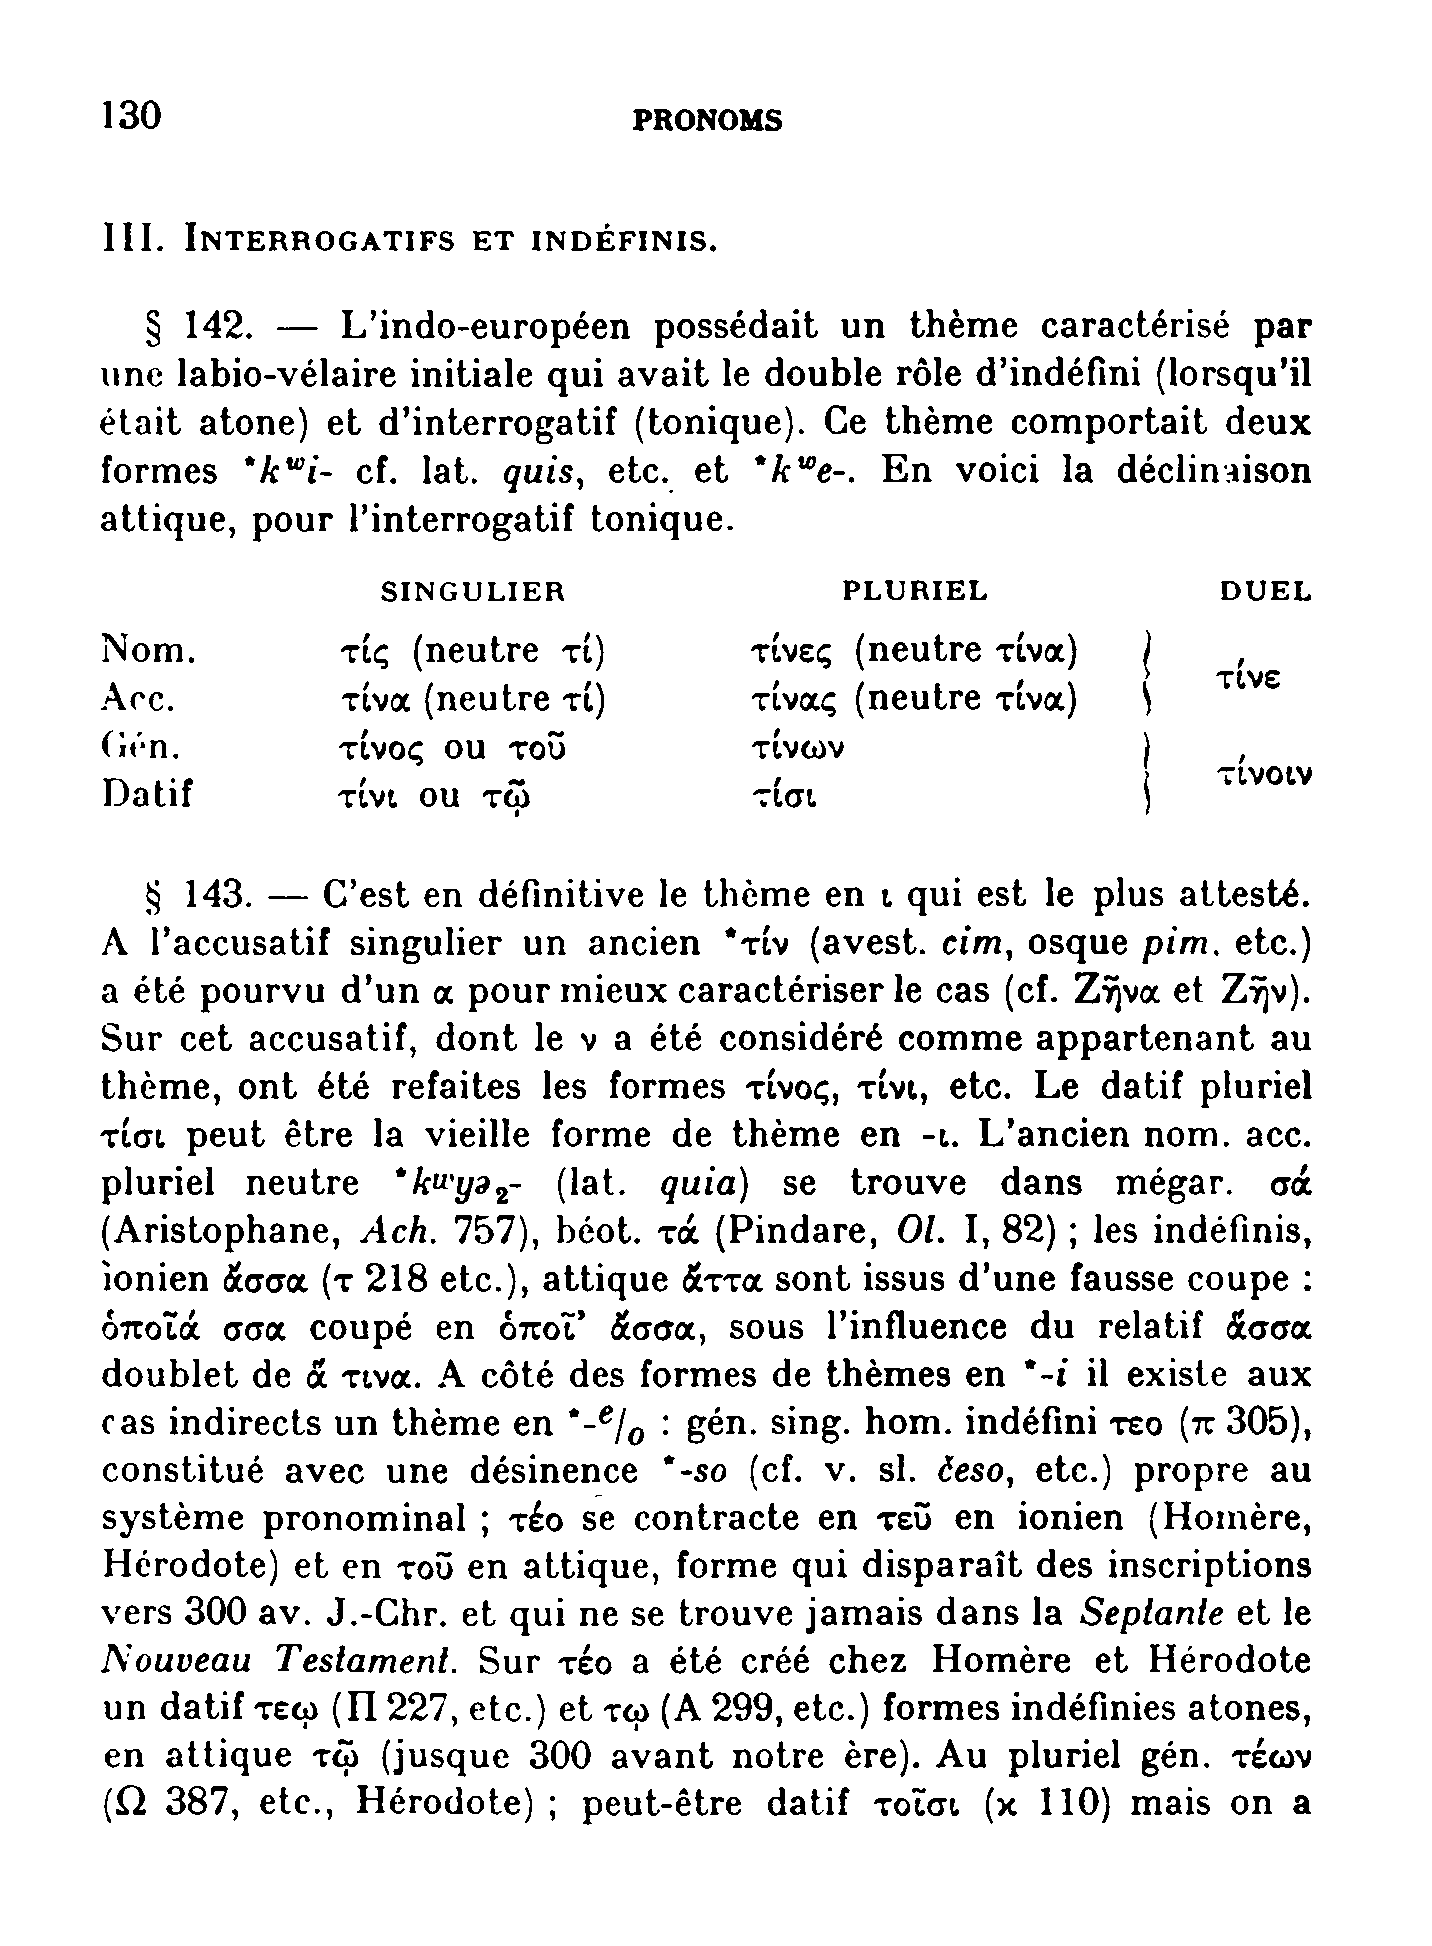 130 PRONOMS
III. INTERROGATIFS ET INDÉFINIS.
§ 142. — L'indo-européen possédait un thème caractérisé par
une labio-vélaire initiale qui avait le double rôle d'indéfini (lorsqu'il
était atone) et d'interrogatif (tonique). Ce thème comportait deux
formes *kʷi- cf. lat. quis, etc. et *kʷe-. En voici la déclinaison
attique, pour l'interrogatif tonique.
SINGULIER PLURIEL DUEL
Nom. τίς (neutre τί) τίνες (neutre τίνα)
Acc. τίνα (neutre τί) τίνας (neutre τίνα) } τίνε
Gén. τίνος ou τοῦ τίνων
Datif τίνι ou τῷ τίσι } τίνοιν
§ 143. — C'est en définitive le thème en ι qui est le plus attesté.
A l'accusatif singulier un ancien *τίν (avest. cim, osque pim. etc.)
a été pourvu d'un α pour mieux caractériser le cas (cf. Ζῆνα et Ζῆν).
Sur cet accusatif, dont le ν a été considéré comme appartenant au
thème, ont été refaites les formes τίνος, τίνι, etc. Le datif pluriel
τίσι peut être la vieille forme de thème en -ι. L'ancien nom. acc.
pluriel neutre *kʷyə₂- (lat. quia) se trouve dans mégar. σά
(Aristophane, Ach. 757), béot. τά (Pindare, Ol. I, 82) ; les indéfinis,
ionien ἄσσα (τ 218 etc.), attique ἄττα sont issus d'une fausse coupe :
ὁποῖά σσα coupé en ὁποῖ' ἄσσα, sous l'influence du relatif ἅσσα
doublet de ἅ τινα. A côté des formes de thèmes en *-i il existe aux
cas indirects un thème en *-e/o : gén. sing. hom. indéfini τεο (π 305),
constitué avec une désinence *-so (cf. v. sl. česo, etc.) propre au
système pronominal ; τέο se contracte en τεῦ en ionien (Homère,
Hérodote) et en τοῦ en attique, forme qui disparaît des inscriptions
vers 300 av. J.-Chr. et qui ne se trouve jamais dans la Septante et le
Nouveau Testament. Sur τέο a été créé chez Homère et Hérodote
un datif τεῳ (Π 227, etc.) et τῳ (A 299, etc.) formes indéfinies atones,
en attique τῷ (jusque 300 avant notre ère). Au pluriel gén. τέων
(Ω 387, etc., Hérodote) ; peut-être datif τοῖσι (κ 110) mais on a